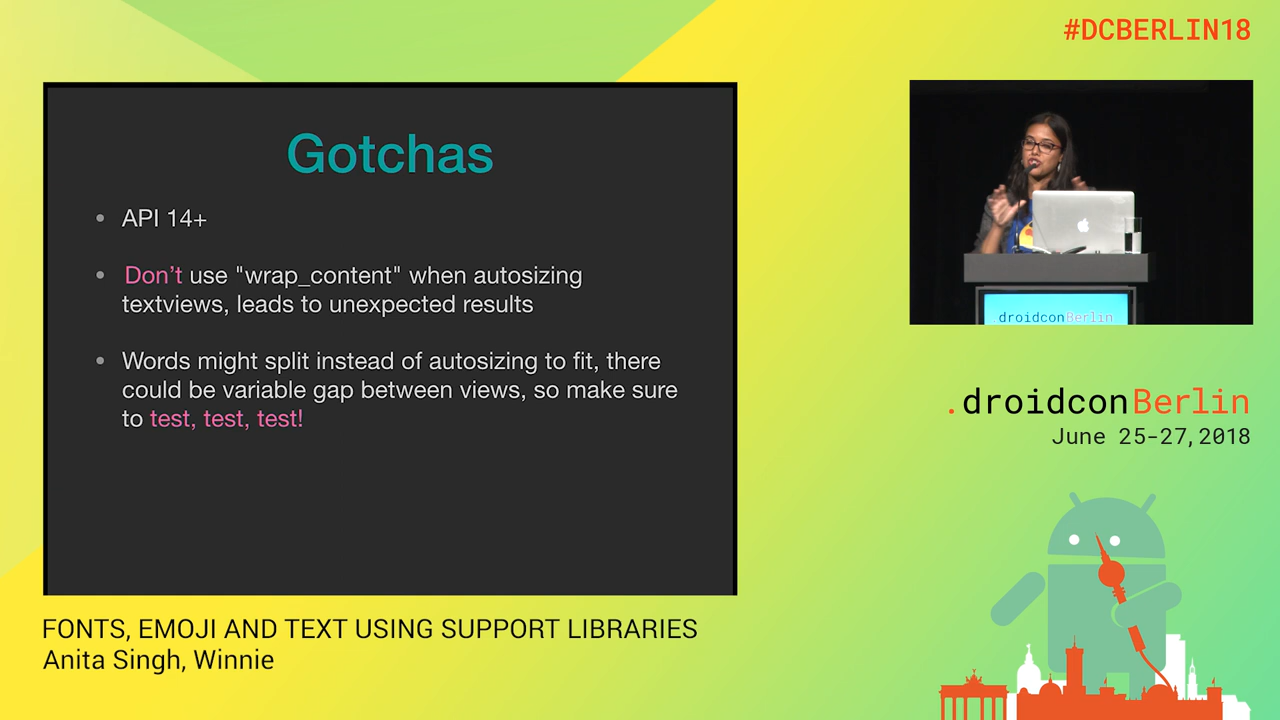 #DCBERLIN18
Gotchas
• API 14+
• Don’t use "wrap_content" when autosizing
textviews, leads to unexpected results
• Words might split instead of autosizing to fit, there
could be variable gap between views, so make sure
to test, test, test!
droidconBerlin
.droidconBerlin
June 25-27, 2018
FONTS, EMOJI AND TEXT USING SUPPORT LIBRARIES
Anita Singh, Winnie